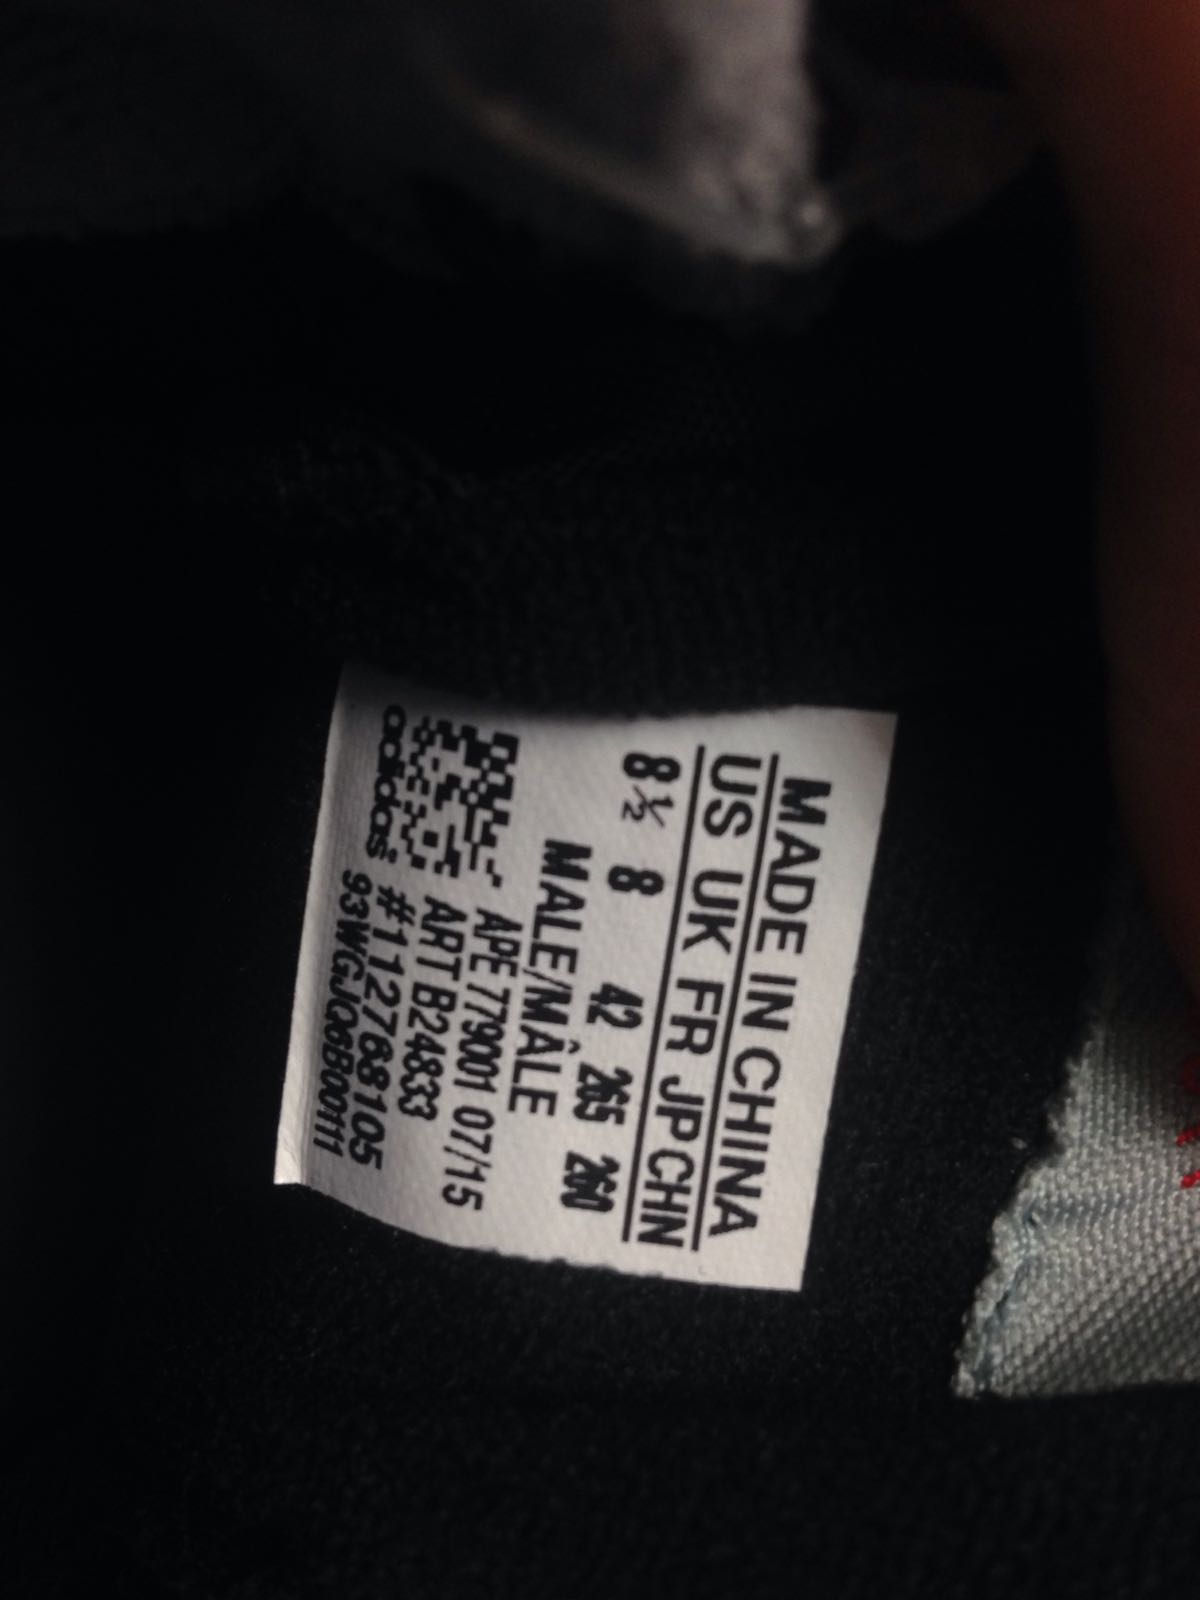 MADE IN CHINA
US UK FR JP CHN
8½ 8 42 265 260
MALE/MÂLE
APE 779001 07/15
ART B24833
#112768105
93WGJQ6B00111
adidas